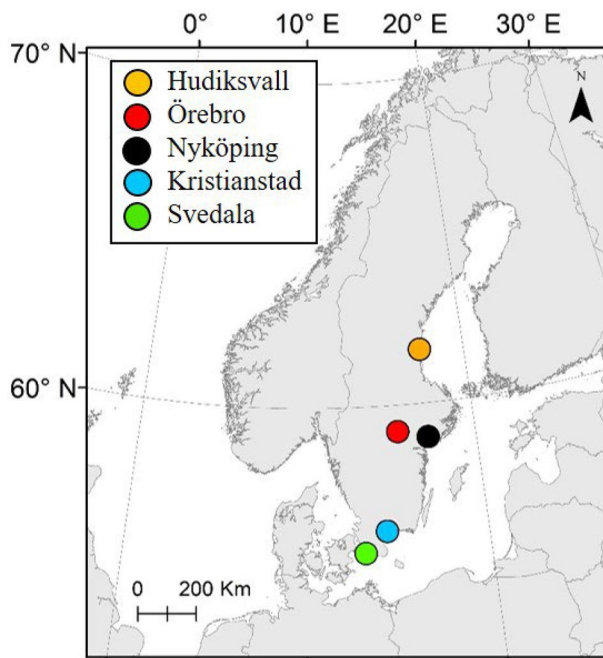 0° 10° E 20° E 30° E
70° N
N
Hudiksvall
Örebro
Nyköping
Kristianstad
Svedala
60° N
0 200 Km